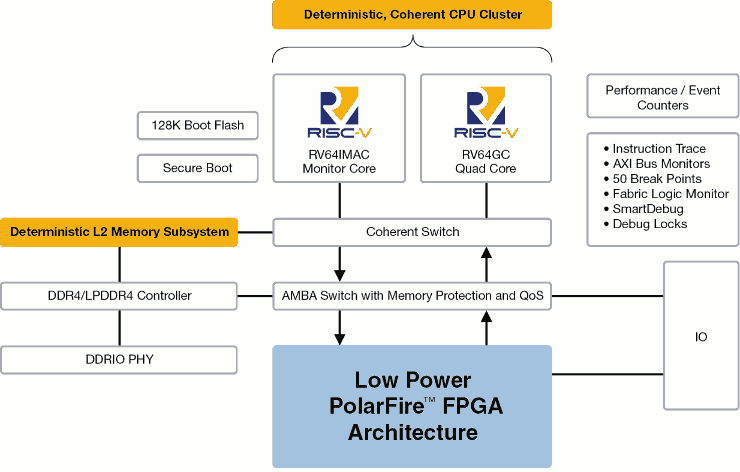 Deterministic, Coherent CPU Cluster
RISC-V
RV64IMAC
Monitor Core
RISC-V
RV64GC
Quad Core
128K Boot Flash
Secure Boot
Performance / Event
Counters
• Instruction Trace
• AXI Bus Monitors
• 50 Break Points
• Fabric Logic Monitor
• SmartDebug
• Debug Locks
Deterministic L2 Memory Subsystem
Coherent Switch
DDR4/LPDDR4 Controller
AMBA Switch with Memory Protection and QoS
IO
DDRIO PHY
Low Power
PolarFire™ FPGA
Architecture